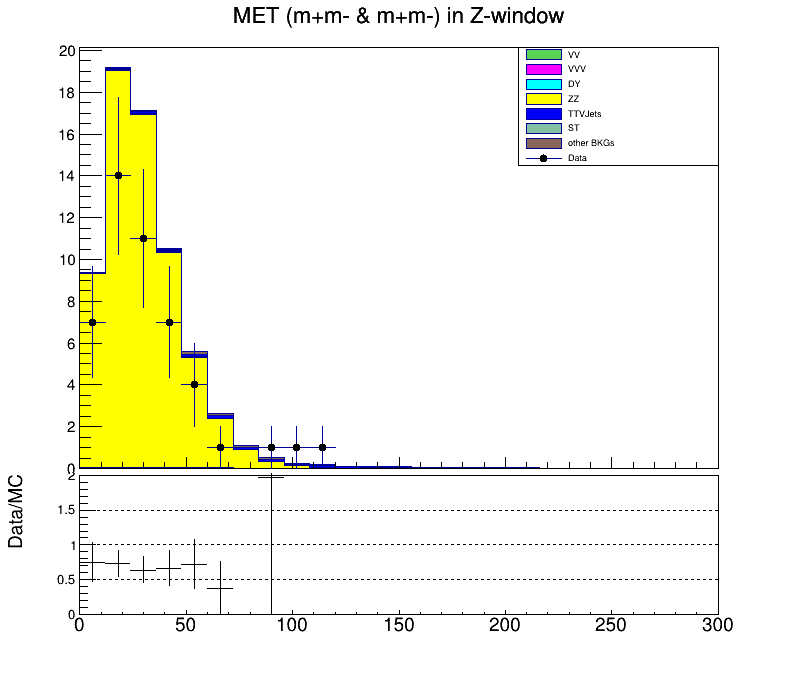 MET (m+m- & m+m-) in Z-window
20
18
16
14
12
10
8
6
4
2
0
VV
VVV
DY
ZZ
TTVJets
ST
other BKGs
Data
Data/MC
2
1.5
1
0.5
0
0 50 100 150 200 250 300